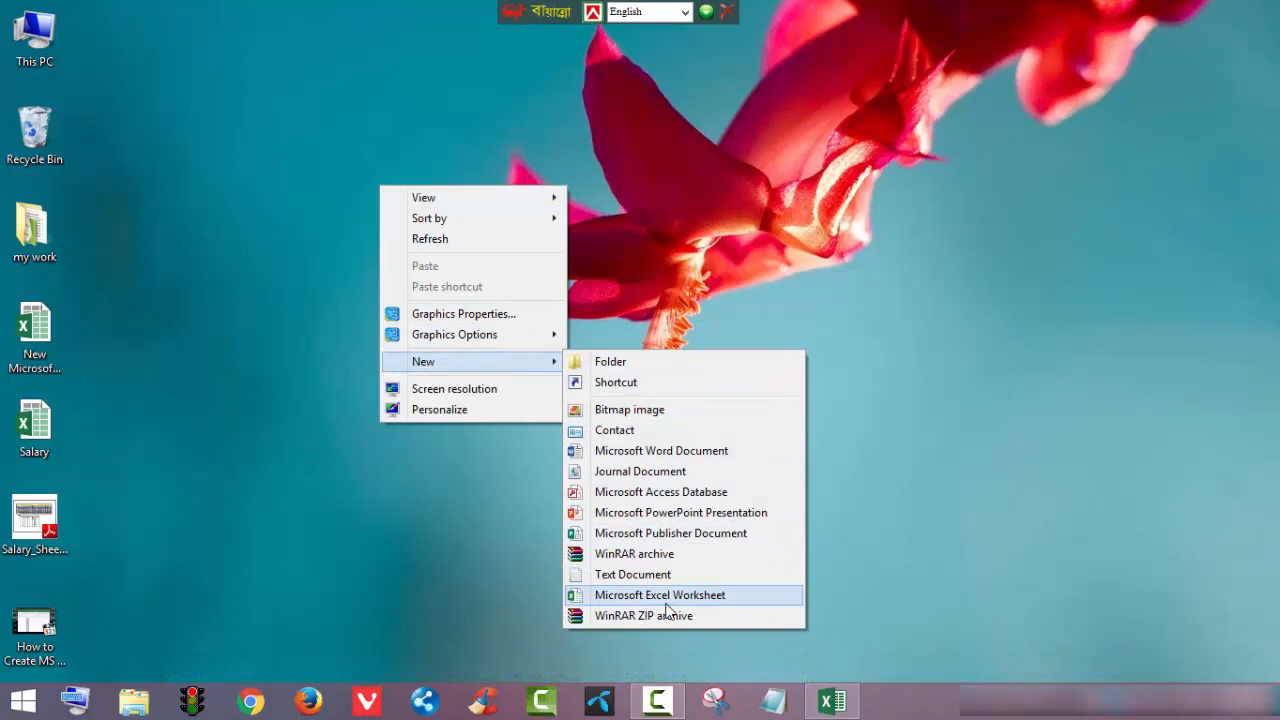 বায়ান্নো
English
This PC
Recycle Bin
my work
New
Microsof...
Salary
Salary_Shee...
How to
Create MS ...
View
Sort by
Refresh
Paste
Paste shortcut
Graphics Properties...
Graphics Options
New
Screen resolution
Personalize
Folder
Shortcut
Bitmap image
Contact
Microsoft Word Document
Journal Document
Microsoft Access Database
Microsoft PowerPoint Presentation
Microsoft Publisher Document
WinRAR archive
Text Document
Microsoft Excel Worksheet
WinRAR ZIP archive